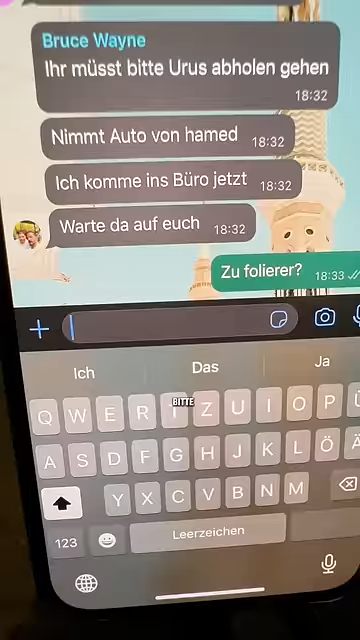 Bruce Wayne
Ihr müsst bitte Urus abholen gehen
18:32
Nimmt Auto von hamed 18:32
Ich komme ins Büro jetzt 18:32
Warte da auf euch 18:32
Zu folierer? 18:33
Ich Das Ja
BITTE
Q W E R T Z U I O P Ü
A S D F G H J K L Ö Ä
Y X C V B N M
123 Leerzeichen